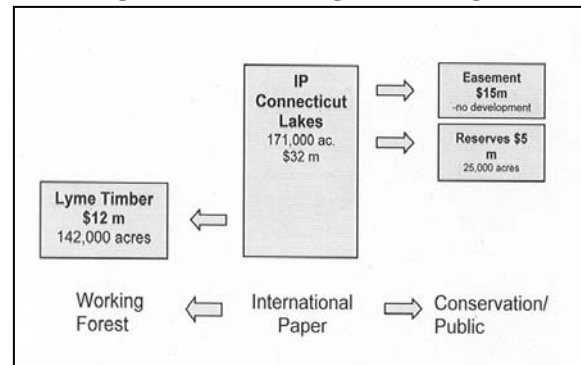 IP
Connecticut
Lakes
171,000 ac.
$32 m
Easement
$15m
-no development
Reserves $5
m
25,000 acres
Lyme Timber
$12 m
142,000 acres
Working
Forest
International
Paper
Conservation/
Public